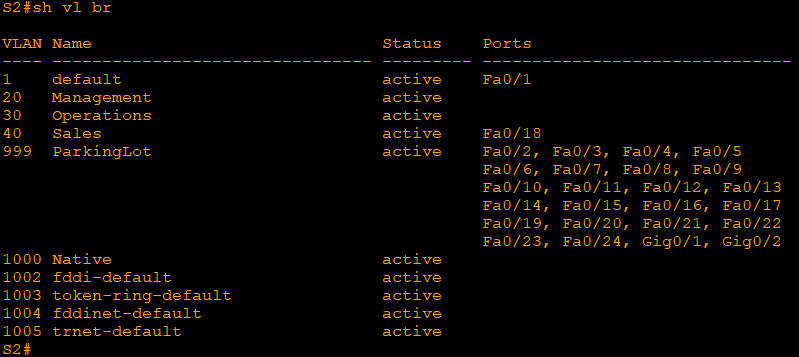 S2#sh vl br
VLAN Name                             Status    Ports
---- -------------------------------- --------- -------------------------------
1    default                          active    Fa0/1
20   Management                       active
30   Operations                       active
40   Sales                            active    Fa0/18
999  ParkingLot                       active    Fa0/2, Fa0/3, Fa0/4, Fa0/5
                                                Fa0/6, Fa0/7, Fa0/8, Fa0/9
                                                Fa0/10, Fa0/11, Fa0/12, Fa0/13
                                                Fa0/14, Fa0/15, Fa0/16, Fa0/17
                                                Fa0/19, Fa0/20, Fa0/21, Fa0/22
                                                Fa0/23, Fa0/24, Gig0/1, Gig0/2
1000 Native                           active
1002 fddi-default                     active
1003 token-ring-default               active
1004 fddinet-default                  active
1005 trnet-default                    active
S2#